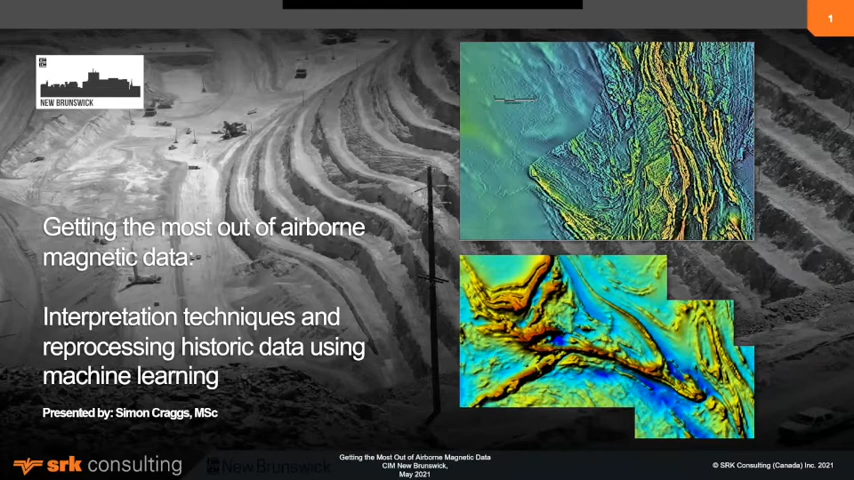 1
NEW BRUNSWICK
Getting the most out of airborne
magnetic data:
Interpretation techniques and
reprocessing historic data using
machine learning
Presented by: Simon Craggs, MSc
srk consulting
New Brunswick
Getting the Most Out of Airborne Magnetic Data
CIM New Brunswick,
May 2021
© SRK Consulting (Canada) Inc. 2021